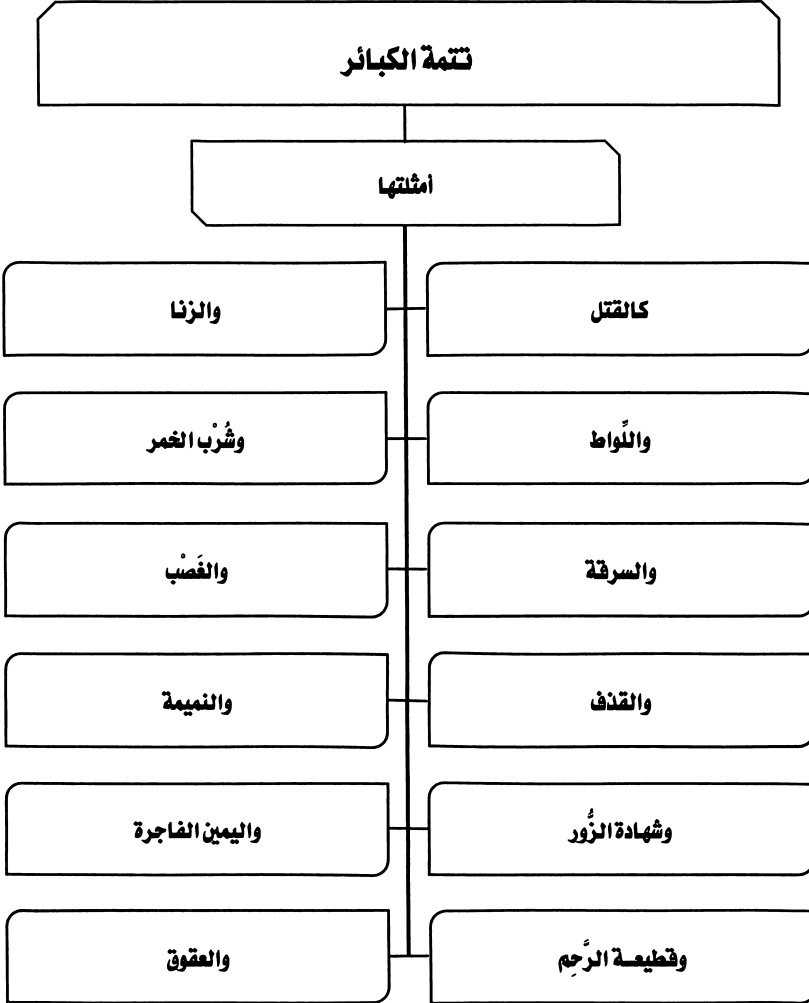 تتمة الكبائر
أمثلتها
كالقتل
والزنا
واللِّواط
وشُرْب الخمر
والسرقة
والغَصْب
والقذف
والنميمة
وشهادة الزُّور
واليمين الفاجرة
وقطيعة الرَّحِم
والعقوق